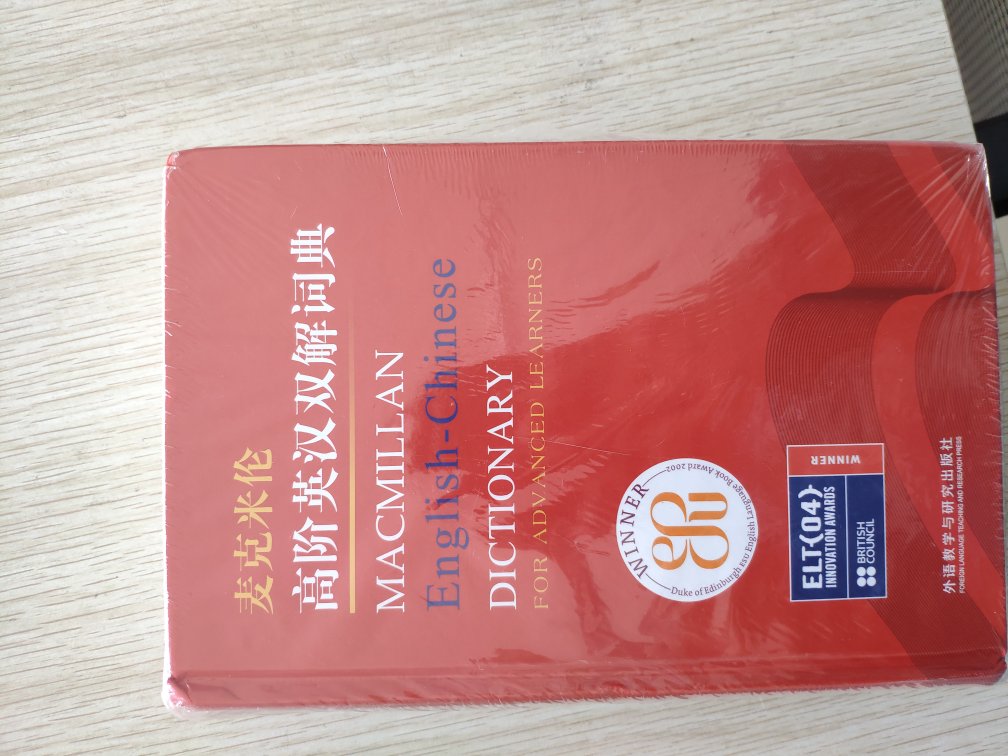 麦克米伦
高阶英汉双解词典
MACMILLAN
English-Chinese
DICTIONARY
FOR ADVANCED LEARNERS
WINNER
Duke of Edinburgh ESU English Language Book Award 2002
WINNER
ELT{04}
INNOVATION AWARDS
BRITISH
COUNCIL
外语教学与研究出版社
FOREIGN LANGUAGE TEACHING AND RESEARCH PRESS